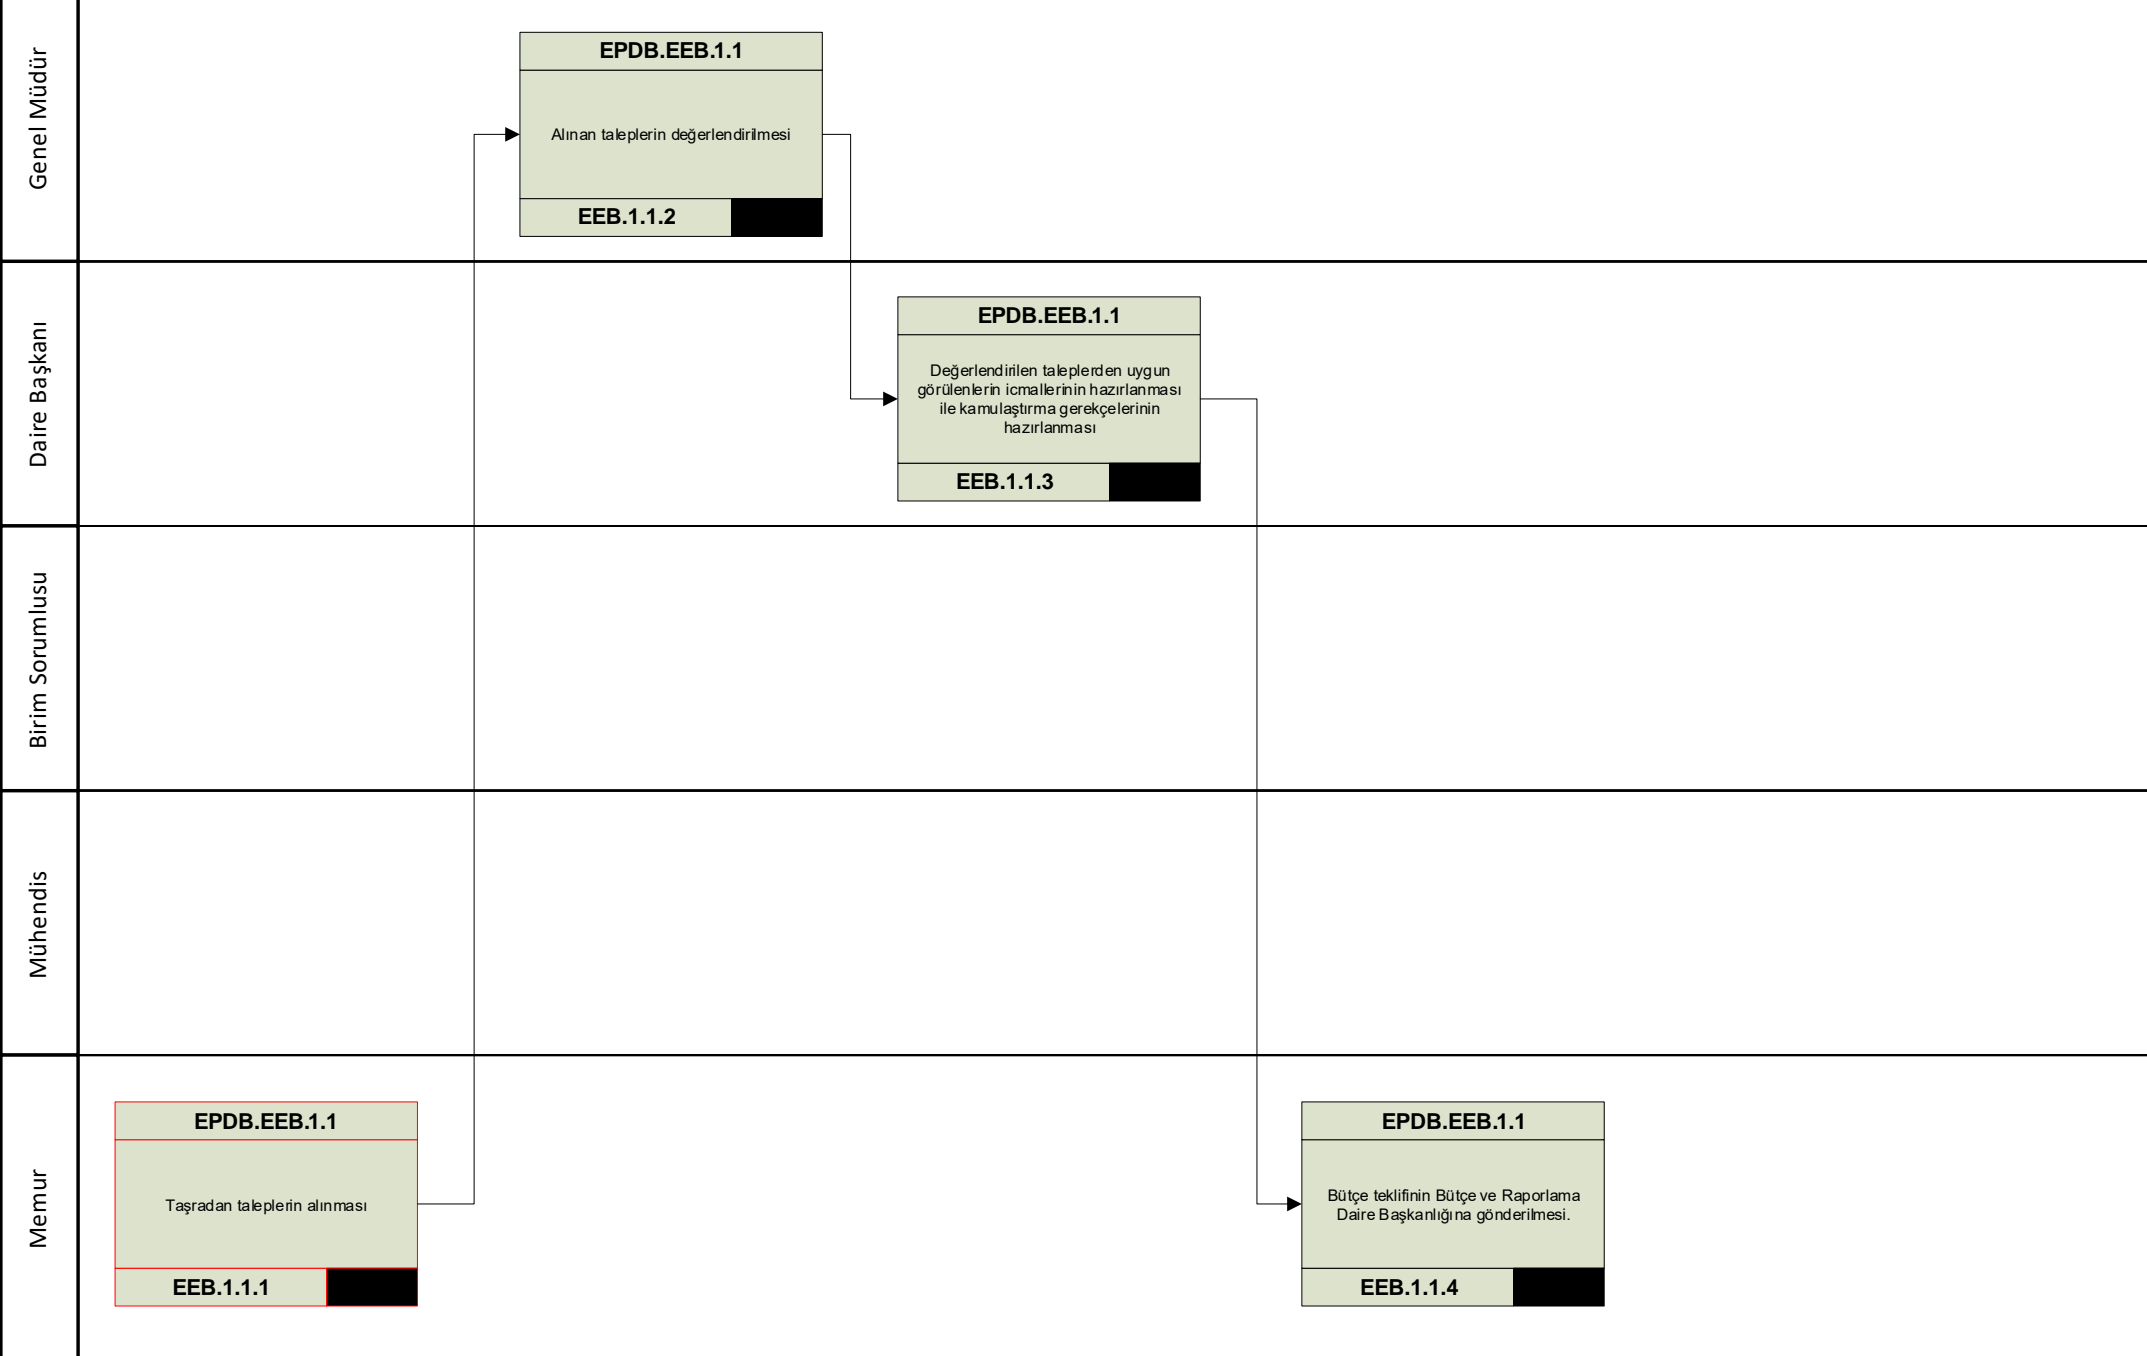 Genel Müdür
EPDB.EEB.1.1
Alınan taleplerin değerlendirilmesi
EEB.1.1.2
Daire Başkanı
EPDB.EEB.1.1
Değerlendirilen taleplerden uygun
görülenlerin icmallerinin hazırlanması
ile kamulaştırma gerekçelerinin
hazırlanması
EEB.1.1.3
Birim Sorumlusu
Mühendis
Memur
EPDB.EEB.1.1
Taşradan taleplerin alınması
EEB.1.1.1
EPDB.EEB.1.1
Bütçe teklifinin Bütçe ve Raporlama
Daire Başkanlığına gönderilmesi.
EEB.1.1.4